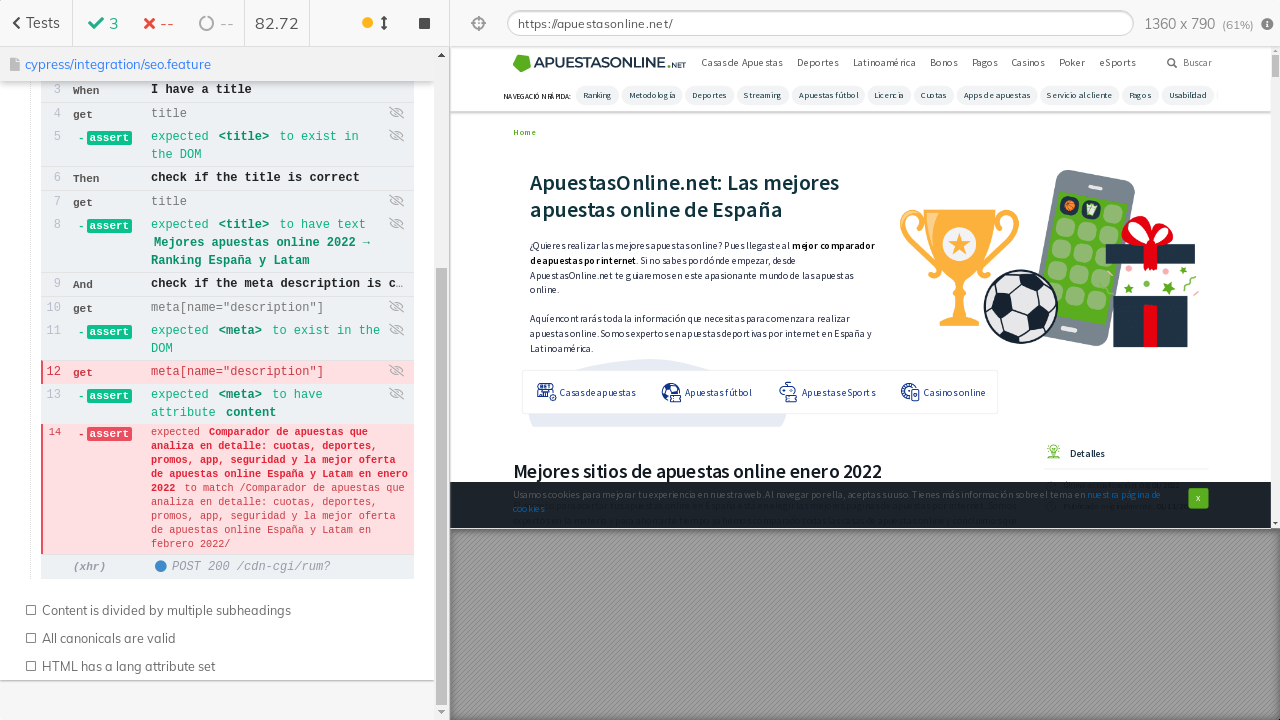 Tests
3
--
--
82.72
https://apuestasonline.net/
1360 x 790 (61%)
cypress/integration/seo.feature
3 When I have a title
4 get title
5 - assert expected <title> to exist in
the DOM
6 Then check if the title is correct
7 get title
8 - assert expected <title> to have text
Mejores apuestas online 2022 →
Ranking España y Latam
9 And check if the meta description is c…
10 get meta[name="description"]
11 - assert expected <meta> to exist in the
DOM
12 get meta[name="description"]
13 - assert expected <meta> to have
attribute content
14 - assert expected Comparador de apuestas que
analiza en detalle: cuotas, deportes,
promos, app, seguridad y la mejor oferta
de apuestas online España y Latam en enero
2022 to match /Comparador de apuestas que
analiza en detalle: cuotas, deportes,
promos, app, seguridad y la mejor oferta
de apuestas online España y Latam en
febrero 2022/
(xhr) POST 200 /cdn-cgi/rum?
Content is divided by multiple subheadings
All canonicals are valid
HTML has a lang attribute set
APUESTASONLINE.NET
Casas de Apuestas Deportes Latinoamérica Bonos Pagos Casinos Poker eSports Buscar
NAVEGACIÓN RÁPIDA: Ranking Metodología Deportes Streaming Apuestas fútbol Licencia Cuotas Apps de apuestas Servicio al cliente Pagos Usabilidad
Home
ApuestasOnline.net: Las mejores
apuestas online de España
¿Quieres realizar las mejores apuestas online? Pues llegaste al mejor comparador
de apuestas por internet. Si no sabes por dónde empezar, desde
ApuestasOnline.net te guiaremos en este apasionante mundo de las apuestas
online.
Aquí encontrarás toda la información que necesitas para comenzar a realizar
apuestas online. Somos expertos en apuestas deportivas por internet en España y
Latinoamérica.
Casas de apuestas
Apuestas fútbol
Apuestas eSports
Casinos online
Detalles
Mejores sitios de apuestas online enero 2022
Usamos cookies para mejorar tu experiencia en nuestra web. Al navegar por ella, aceptas su uso. Tienes más información sobre el tema en nuestra página de
cookies.
x